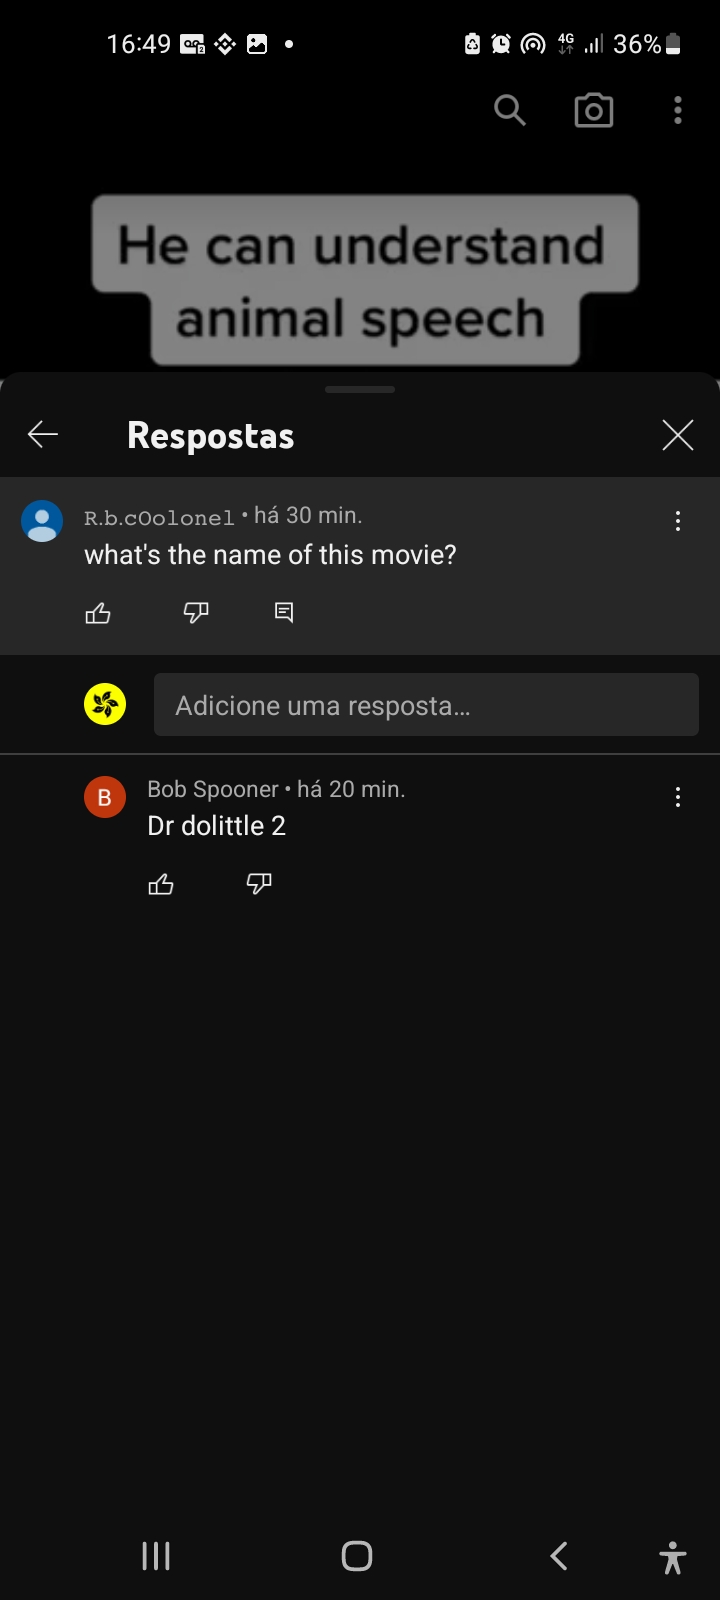 16:49
4G
36%
He can understand
animal speech
Respostas
R.b.cOolonel • há 30 min.
what's the name of this movie?
Adicione uma resposta...
B
Bob Spooner • há 20 min.
Dr dolittle 2